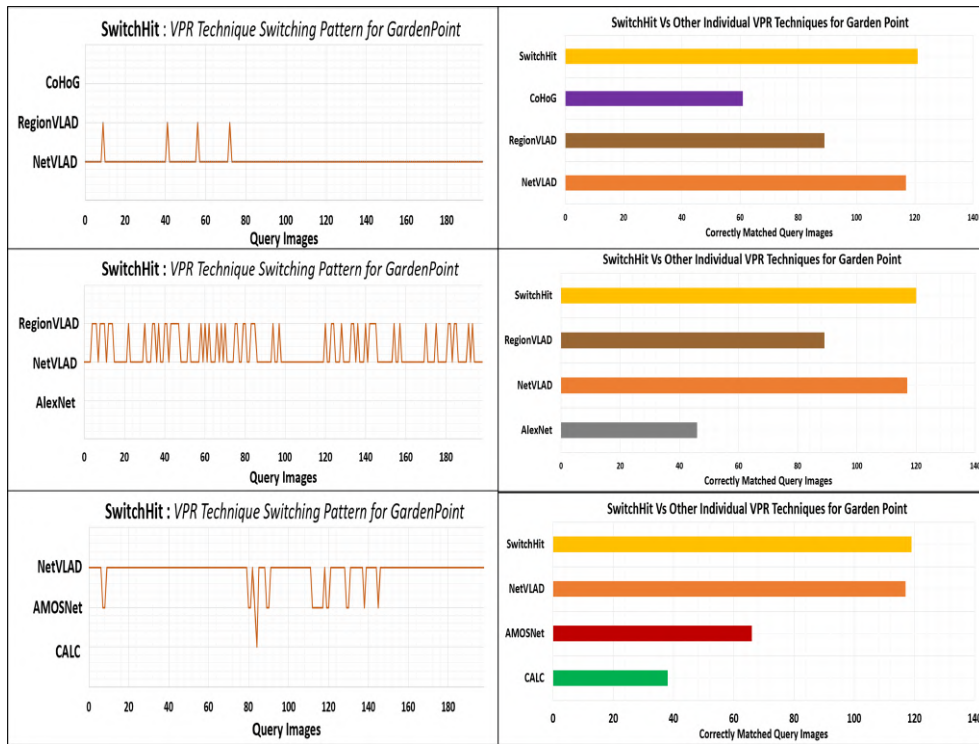 SwitchHit : VPR Technique Switching Pattern for GardenPoint
CoHoG
RegionVLAD
NetVLAD
0 20 40 60 80 100 120 140 160 180
Query Images
SwitchHit Vs Other Individual VPR Techniques for Garden Point
SwitchHit
CoHoG
RegionVLAD
NetVLAD
0 20 40 60 80 100 120 140
Correctly Matched Query Images
SwitchHit : VPR Technique Switching Pattern for GardenPoint
RegionVLAD
NetVLAD
AlexNet
0 20 40 60 80 100 120 140 160 180
Query Images
SwitchHit Vs Other Individual VPR Techniques for Garden Point
SwitchHit
RegionVLAD
NetVLAD
AlexNet
0 20 40 60 80 100 120 140
Correctly Matched Query Images
SwitchHit : VPR Technique Switching Pattern for GardenPoint
NetVLAD
AMOSNet
CALC
0 20 40 60 80 100 120 140 160 180
Query Images
SwitchHit Vs Other Individual VPR Techniques for Garden Point
SwitchHit
NetVLAD
AMOSNet
CALC
0 20 40 60 80 100 120 140
Correctly Matched Query Images